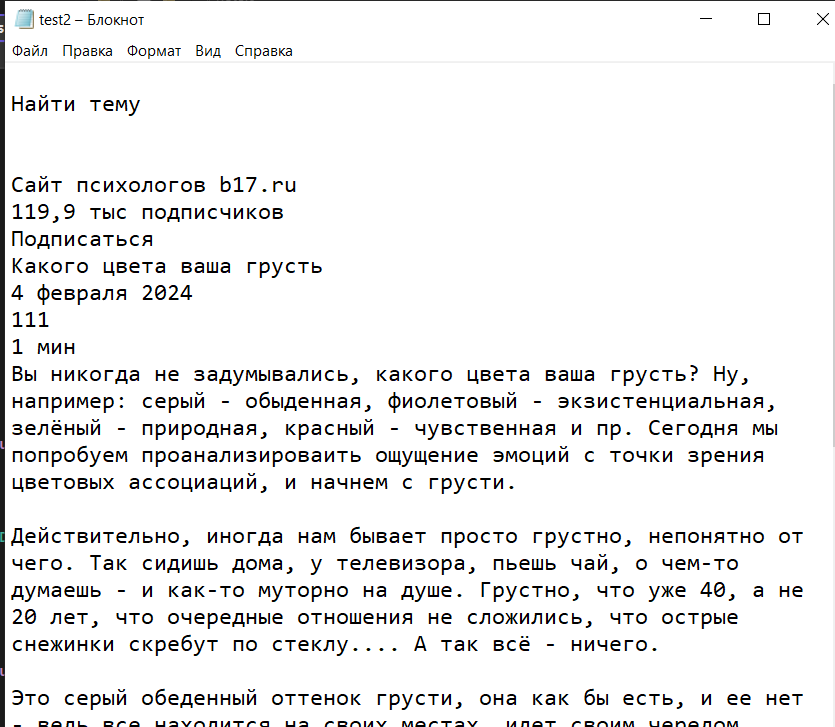 test2 – Блокнот
Файл Правка Формат Вид Справка
Найти тему
Сайт психологов b17.ru
119,9 тыс подписчиков
Подписаться
Какого цвета ваша грусть
4 февраля 2024
111
1 мин
Вы никогда не задумывались, какого цвета ваша грусть? Ну,
например: серый - обыденная, фиолетовый - экзистенциальная,
зелёный - природная, красный - чувственная и пр. Сегодня мы
попробуем проанализироваить ощущение эмоций с точки зрения
цветовых ассоциаций, и начнем с грусти.
Действительно, иногда нам бывает просто грустно, непонятно от
чего. Так сидишь дома, у телевизора, пьешь чай, о чем-то
думаешь - и как-то муторно на душе. Грустно, что уже 40, а не
20 лет, что очередные отношения не сложились, что острые
снежинки скребут по стеклу.... А так всё - ничего.
Это серый обеденный оттенок грусти, она как бы есть, и ее нет
- ведь все находится на своих местах, идет своим чередом.